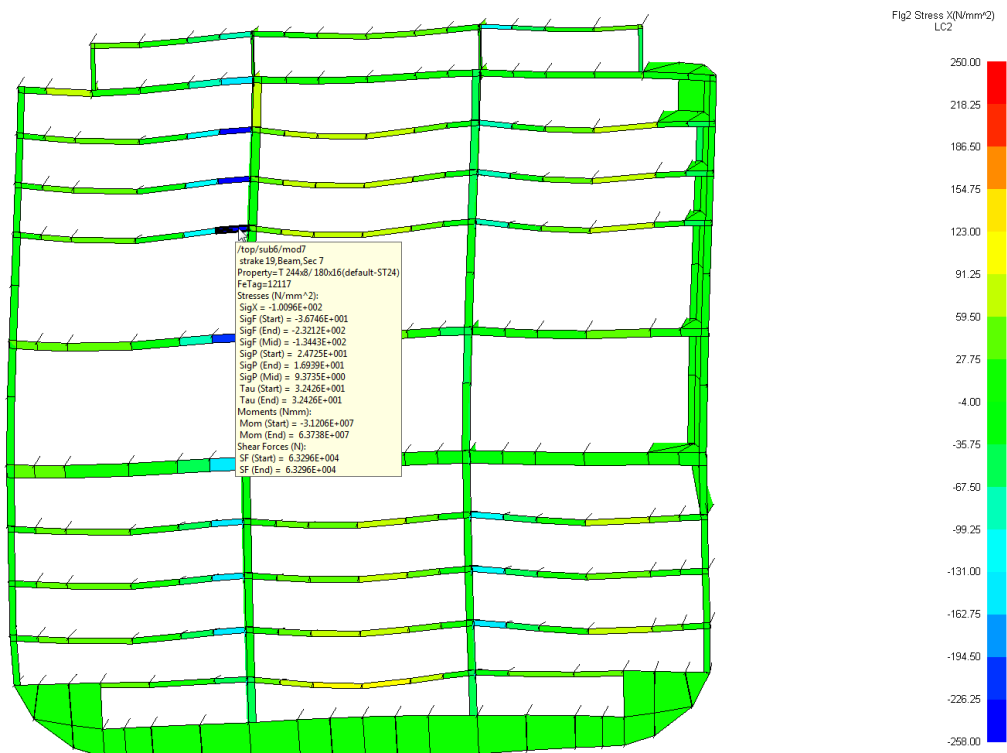 Flg2 Stress X(N/mm^2)
LC2
250.00
218.25
186.50
154.75
123.00
91.25
59.50
27.75
-4.00
-35.75
-67.50
-99.25
-131.00
-162.75
-194.50
-226.25
-258.00
/top/sub6/mod7
strake 19,Beam,Sec 7
Property=T 244x8/ 180x16(default-ST24)
FeTag=12117
Stresses (N/mm^2):
SigX = -1.0096E+002
SigF (Start) = -3.6746E+001
SigF (End) = -2.3212E+002
SigF (Mid) = -1.3443E+002
SigP (Start) = 2.4725E+001
SigP (End) = 1.6939E+001
SigP (Mid) = 9.3735E+000
Tau (Start) = 3.2426E+001
Tau (End) = 3.2426E+001
Moments (Nmm):
Mom (Start) = -3.1206E+007
Mom (End) = 6.3738E+007
Shear Forces (N):
SF (Start) = 6.3296E+004
SF (End) = 6.3296E+004